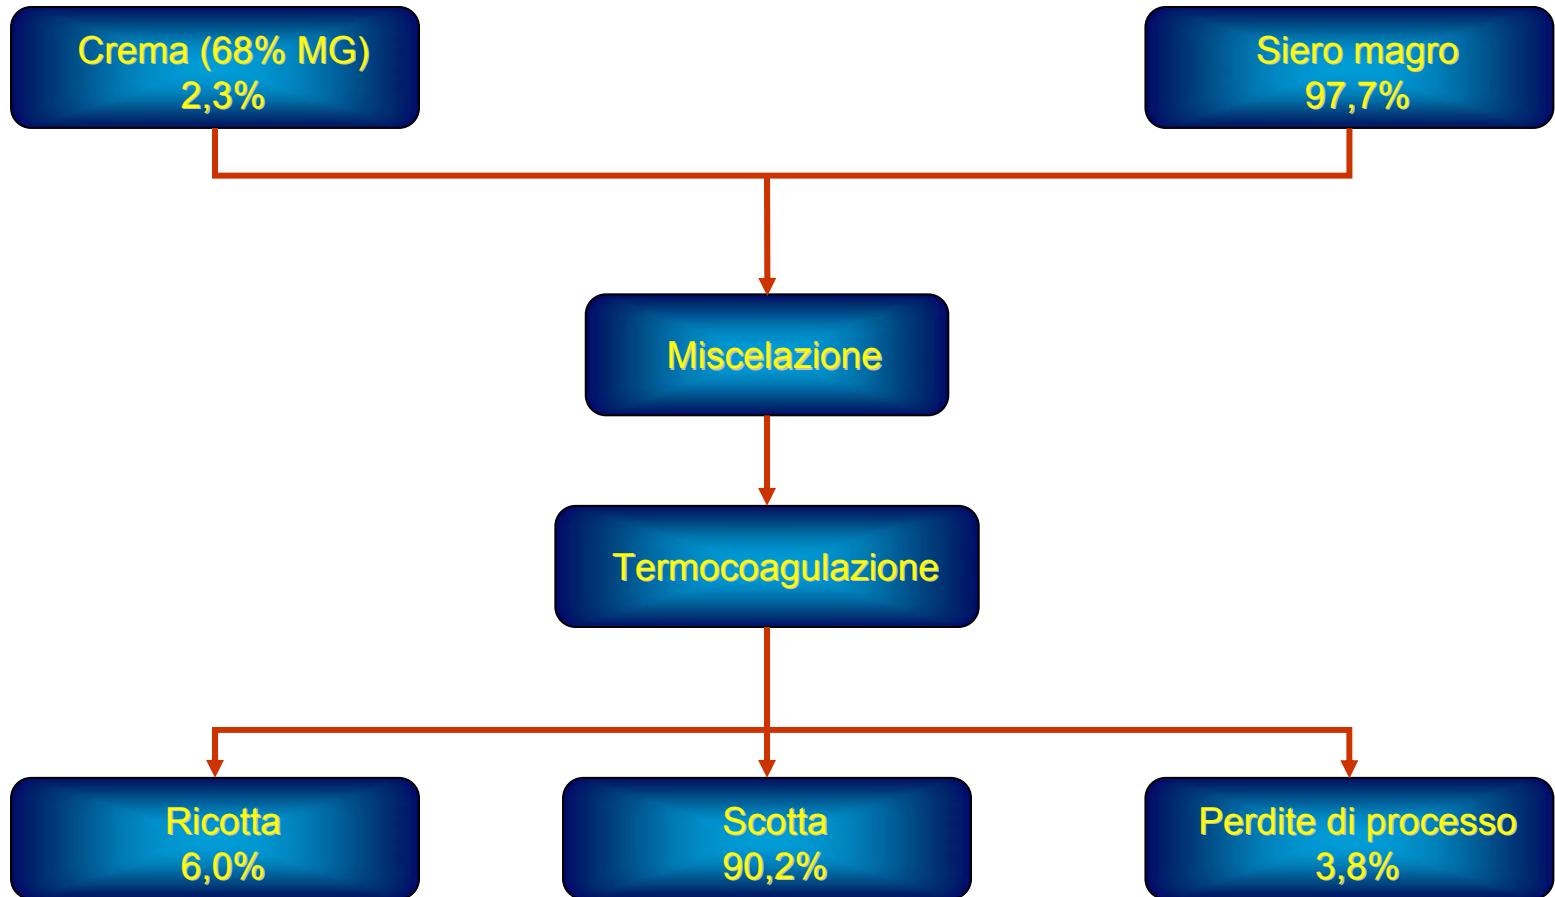 Crema (68% MG)
2,3%
Siero magro
97,7%
Miscelazione
Termocoagulazione
Ricotta
6,0%
Scotta
90,2%
Perdite di processo
3,8%